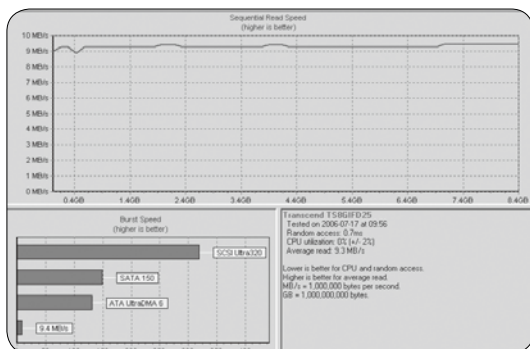 Sequential Read Speed
(higher is better)
10 MB/s
9 MB/s
8 MB/s
7 MB/s
6 MB/s
5 MB/s
4 MB/s
3 MB/s
2 MB/s
1 MB/s
0 MB/s
0.4GB 1.4GB 2.4GB 3.4GB 4.4GB 5.4GB 6.4GB 7.4GB 8.4GB
Burst Speed
(higher is better)
SCSI Ultra320
SATA 150
ATA UltraDMA 6
9.4 MB/s
Transcend
Tested on 2006-07-17 at 09:56
Random access: 0.7ms
CPU utilization: 0% (+/- 2%)
Average read: 9.3 MB/s
Lower is better for CPU and random access.
Higher is better for average read.
MB/s = 1,000,000 bytes per second.
GB = 1,000,000,000 bytes.